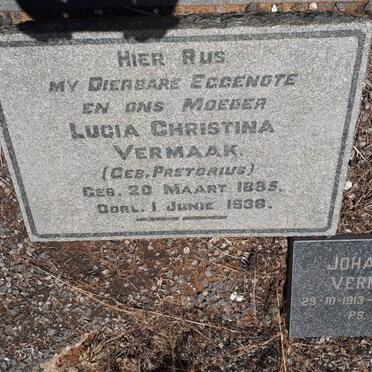 HIER RUS
MY DIERBARE EGGENOTE
EN ONS MOEDER
LUCIA CHRISTINA
VERMAAK.
(GEB. PRETORIUS)
GEB. 20 MAART 1885.
OORL. 1 JUNIE 1938.
JOHA
VERM
29-10-1913-
PS